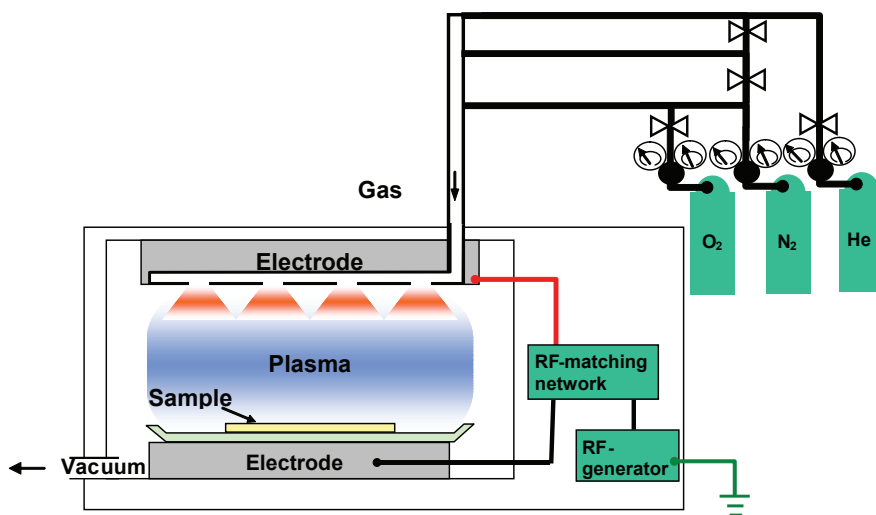 Gas
O₂
N₂
He
Electrode
Plasma
RF-matching
network
Sample
RF-
generator
Vacuum
Electrode